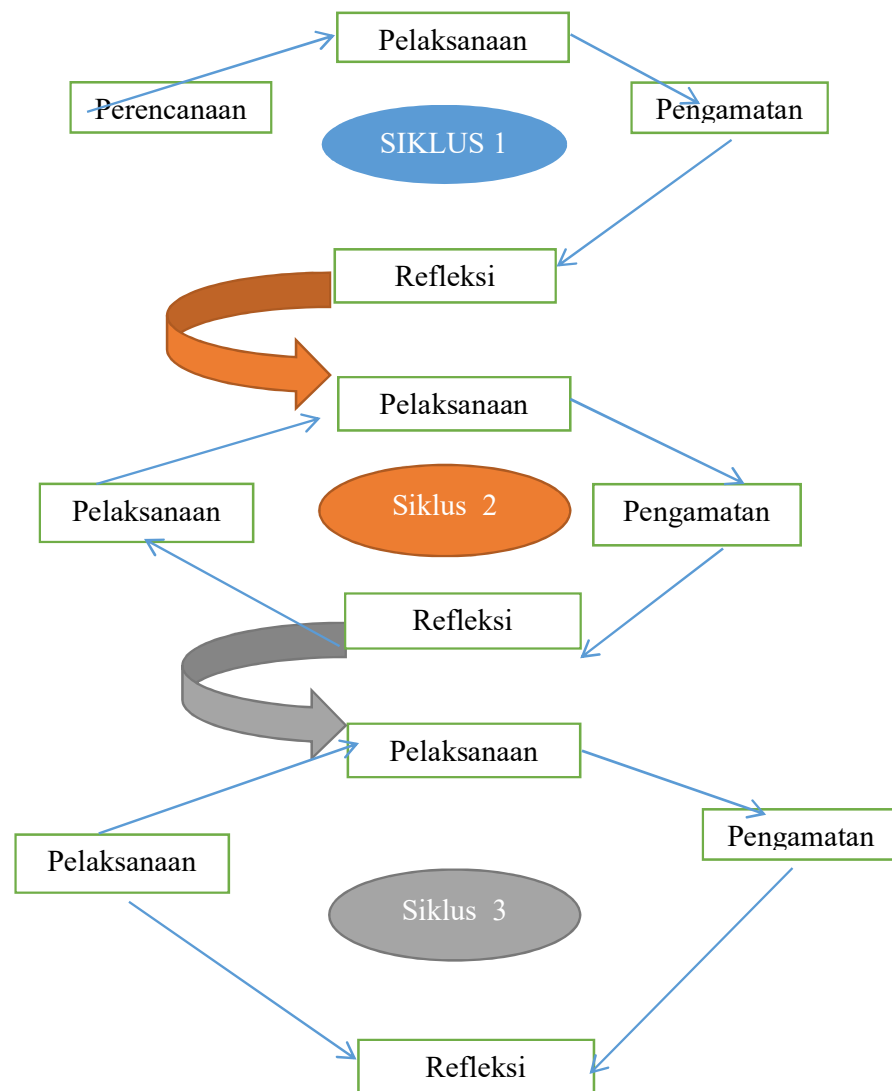 Pelaksanaan
Perencanaan
Pengamatan
SIKLUS 1
Refleksi
Pelaksanaan
Pelaksanaan
Siklus 2
Pengamatan
Refleksi
Pelaksanaan
Pengamatan
Pelaksanaan
Siklus 3
Refleksi